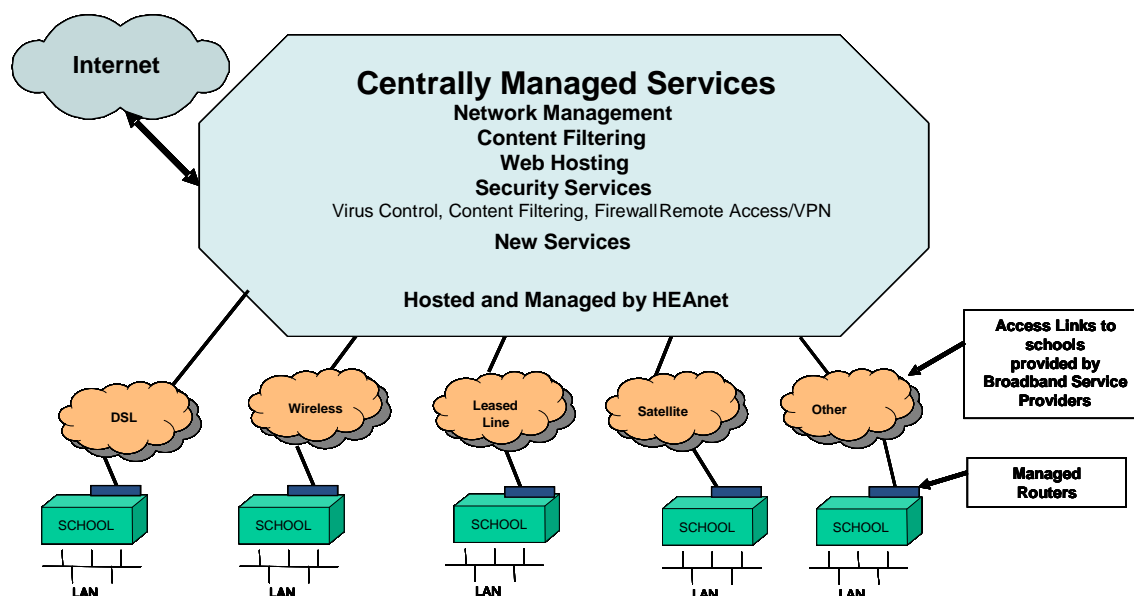 Internet
Centrally Managed Services
Network Management
Content Filtering
Web Hosting
Security Services
Virus Control, Content Filtering, FirewallRemote Access/VPN
New Services
Hosted and Managed by HEAnet
Access Links to
schools
provided by
Broadband Service
Providers
DSL
Wireless
Leased
Line
Satellite
Other
Managed
Routers
SCHOOL
SCHOOL
SCHOOL
SCHOOL
SCHOOL
LAN
LAN
LAN
LAN
LAN